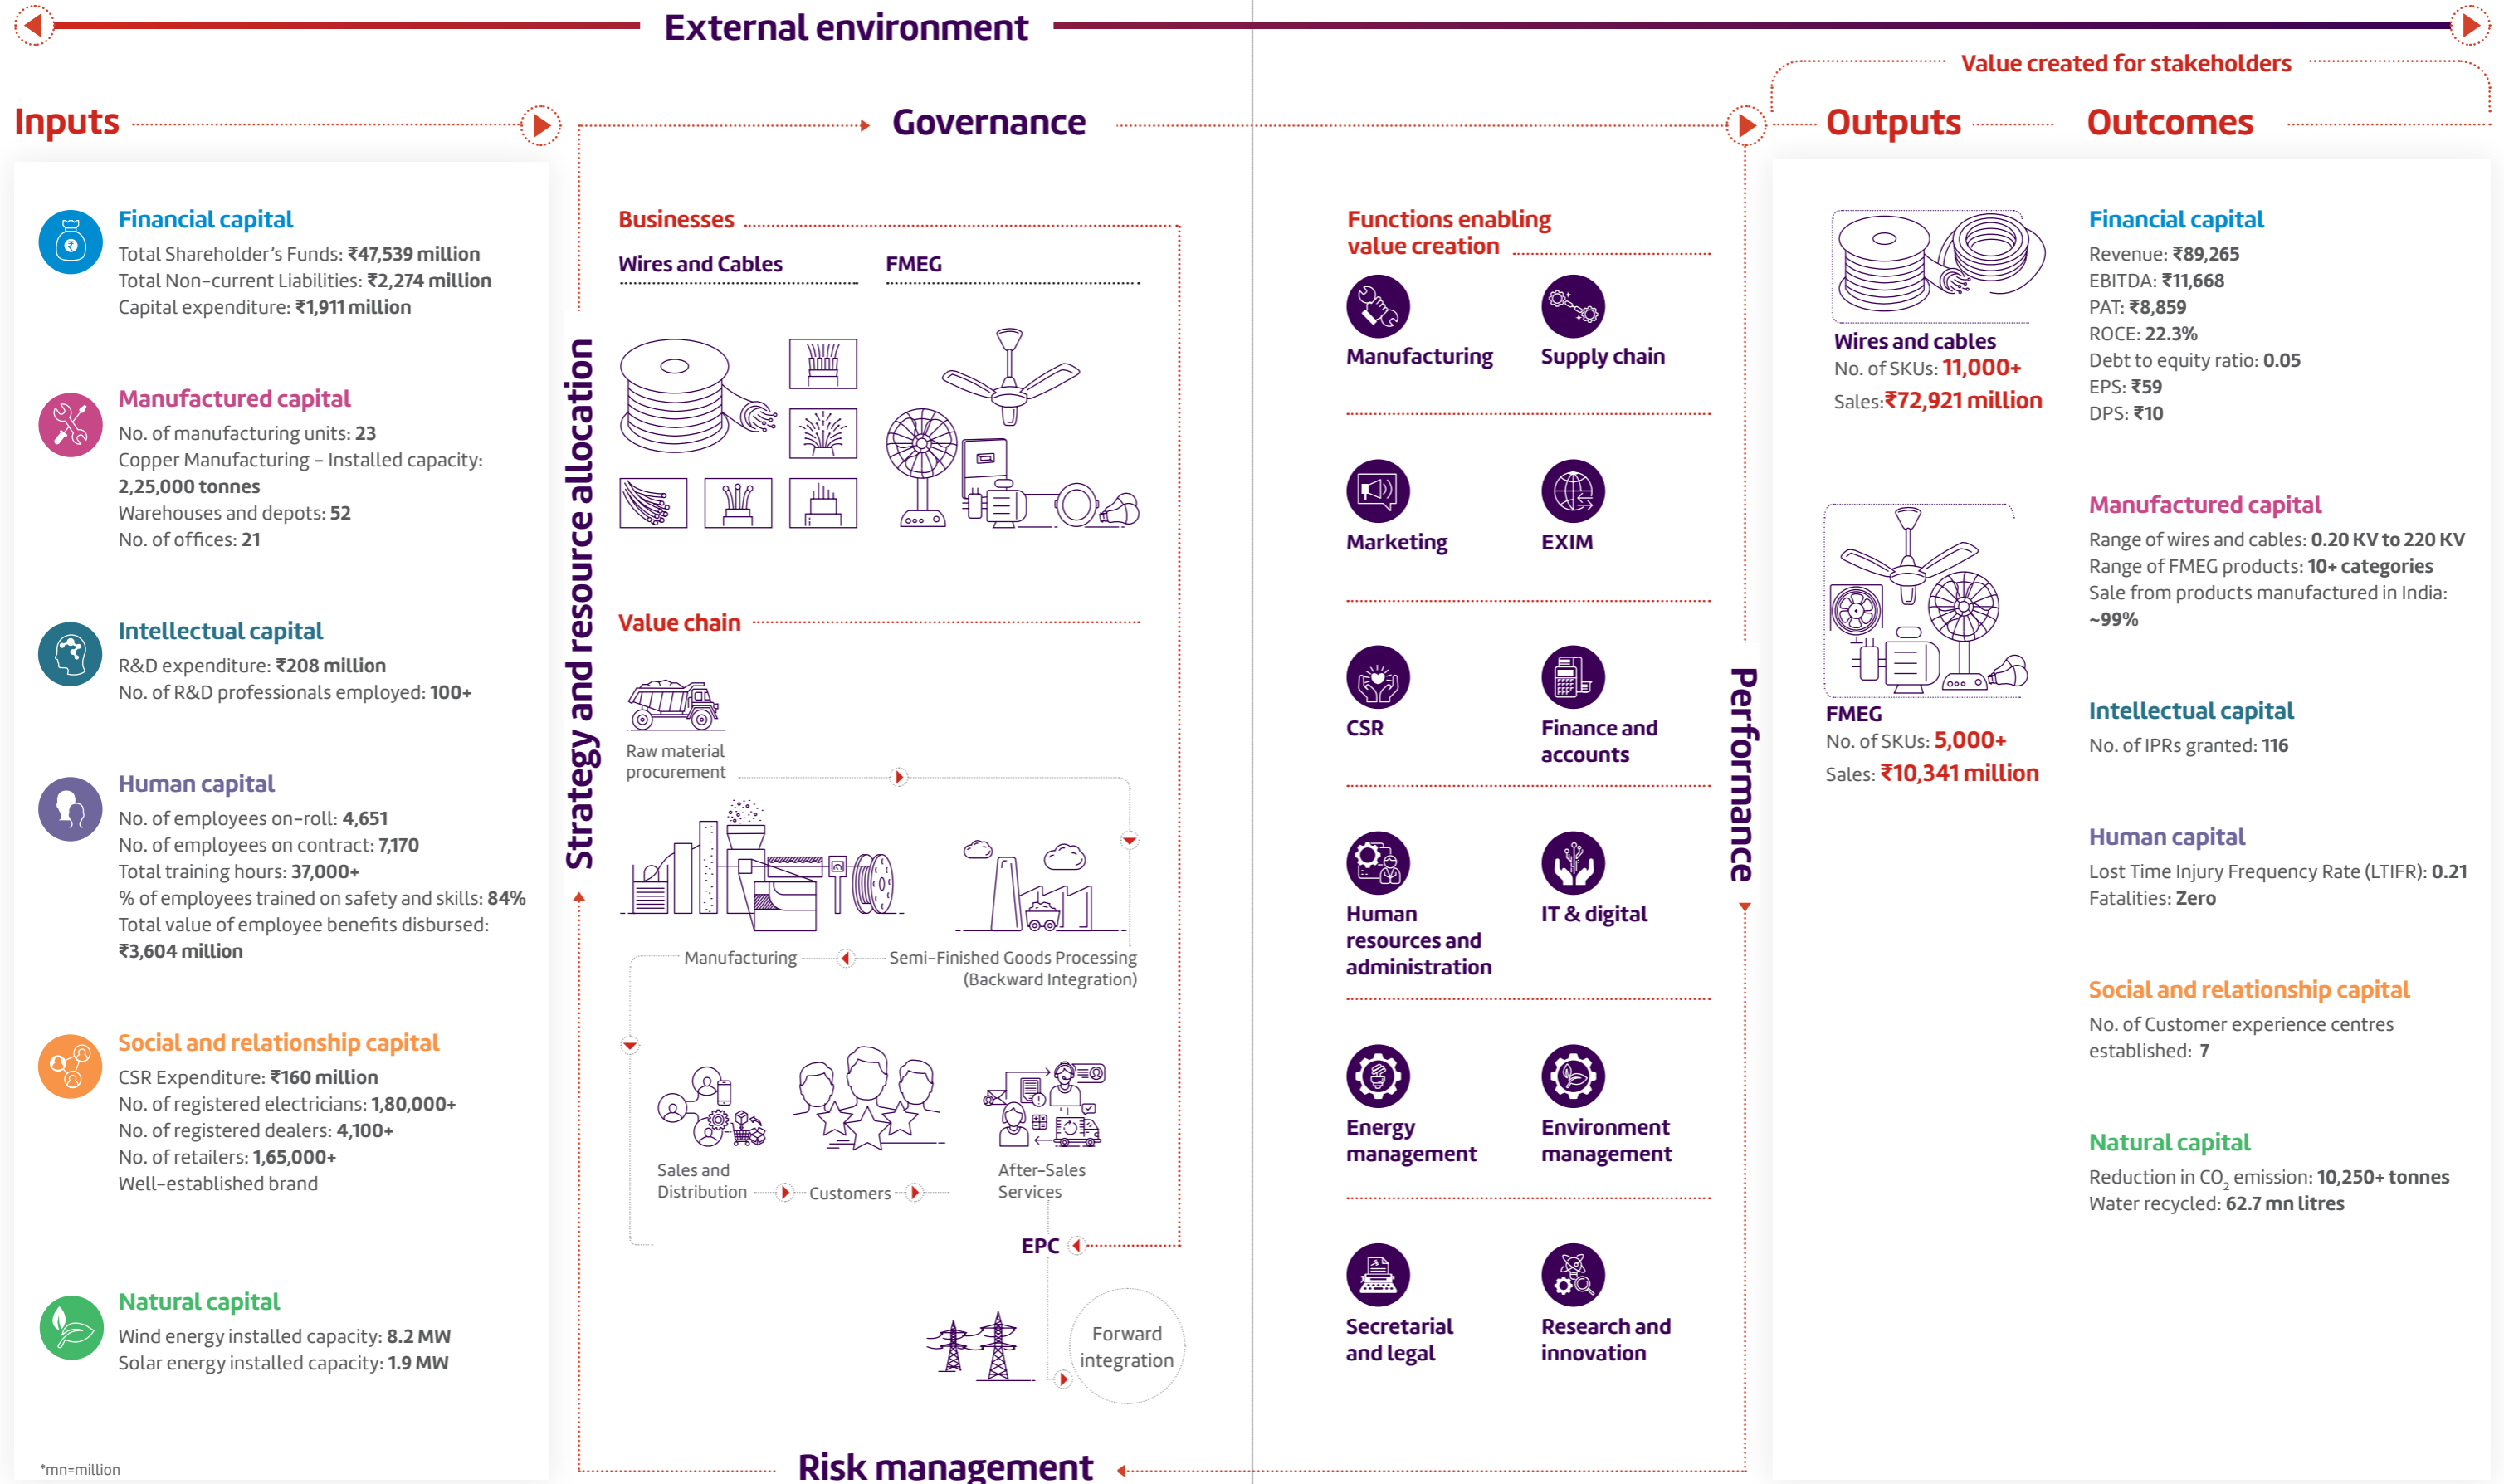 External environment
Value created for stakeholders
Inputs
Governance
Outputs
Outcomes
Financial capital
Total Shareholder’s Funds: ₹47,539 million
Total Non-current Liabilities: ₹2,274 million
Capital expenditure: ₹1,911 million
Manufactured capital
No. of manufacturing units: 23
Copper Manufacturing – Installed capacity:
2,25,000 tonnes
Warehouses and depots: 52
No. of offices: 21
Intellectual capital
R&D expenditure: ₹208 million
No. of R&D professionals employed: 100+
Human capital
No. of employees on-roll: 4,651
No. of employees on contract: 7,170
Total training hours: 37,000+
% of employees trained on safety and skills: 84%
Total value of employee benefits disbursed:
₹3,604 million
Social and relationship capital
CSR Expenditure: ₹160 million
No. of registered electricians: 1,80,000+
No. of registered dealers: 4,100+
No. of retailers: 1,65,000+
Well-established brand
Natural capital
Wind energy installed capacity: 8.2 MW
Solar energy installed capacity: 1.9 MW
*mn=million
Strategy and resource allocation
Businesses
Wires and Cables
FMEG
Value chain
Raw material
procurement
Manufacturing
Semi-Finished Goods Processing
(Backward Integration)
Sales and
Distribution
Customers
After-Sales
Services
EPC
Forward
integration
Risk management
Functions enabling
value creation
Manufacturing
Supply chain
Marketing
EXIM
CSR
Finance and
accounts
Human
resources and
administration
IT & digital
Energy
management
Environment
management
Secretarial
and legal
Research and
innovation
Performance
Wires and cables
No. of SKUs: 11,000+
Sales:₹72,921 million
FMEG
No. of SKUs: 5,000+
Sales: ₹10,341 million
Financial capital
Revenue: ₹89,265
EBITDA: ₹11,668
PAT: ₹8,859
ROCE: 22.3%
Debt to equity ratio: 0.05
EPS: ₹59
DPS: ₹10
Manufactured capital
Range of wires and cables: 0.20 KV to 220 KV
Range of FMEG products: 10+ categories
Sale from products manufactured in India:
~99%
Intellectual capital
No. of IPRs granted: 116
Human capital
Lost Time Injury Frequency Rate (LTIFR): 0.21
Fatalities: Zero
Social and relationship capital
No. of Customer experience centres
established: 7
Natural capital
Reduction in CO₂ emission: 10,250+ tonnes
Water recycled: 62.7 mn litres